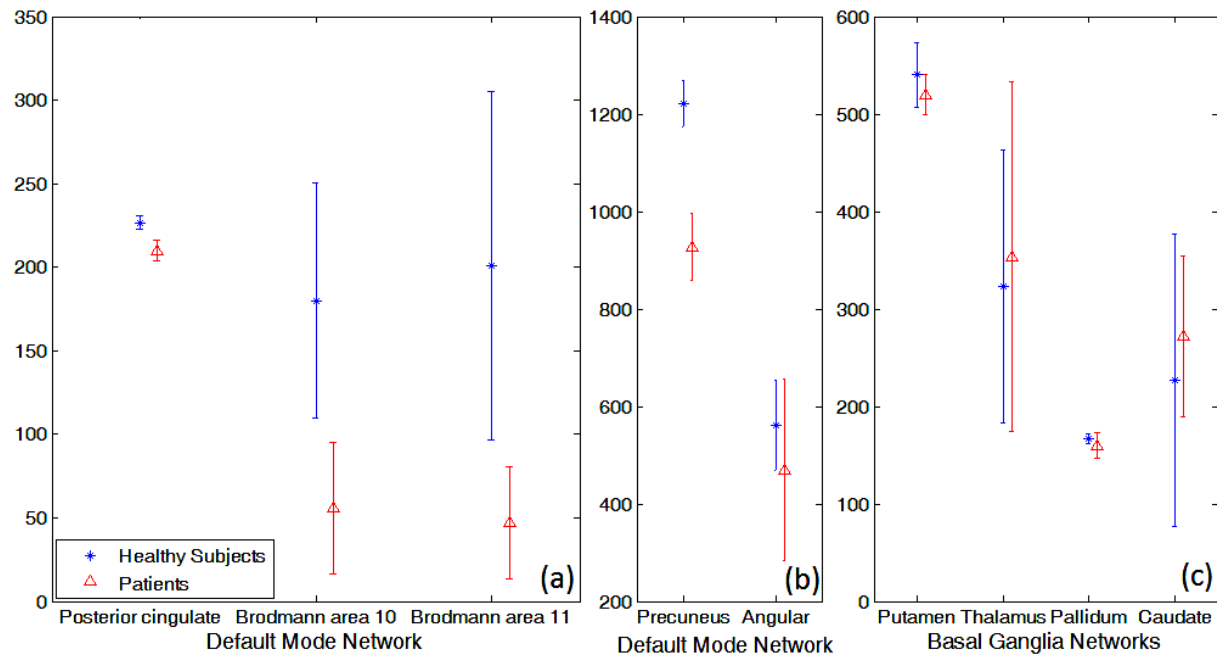 350
300
250
200
150
100
50
0
Healthy Subjects
Patients
(a)
Posterior cingulate Brodmann area 10 Brodmann area 11
Default Mode Network
1400
1200
1000
800
600
400
200
(b)
Precuneus Angular
Default Mode Network
600
500
400
300
200
100
0
(c)
Putamen Thalamus Pallidum Caudate
Basal Ganglia Networks